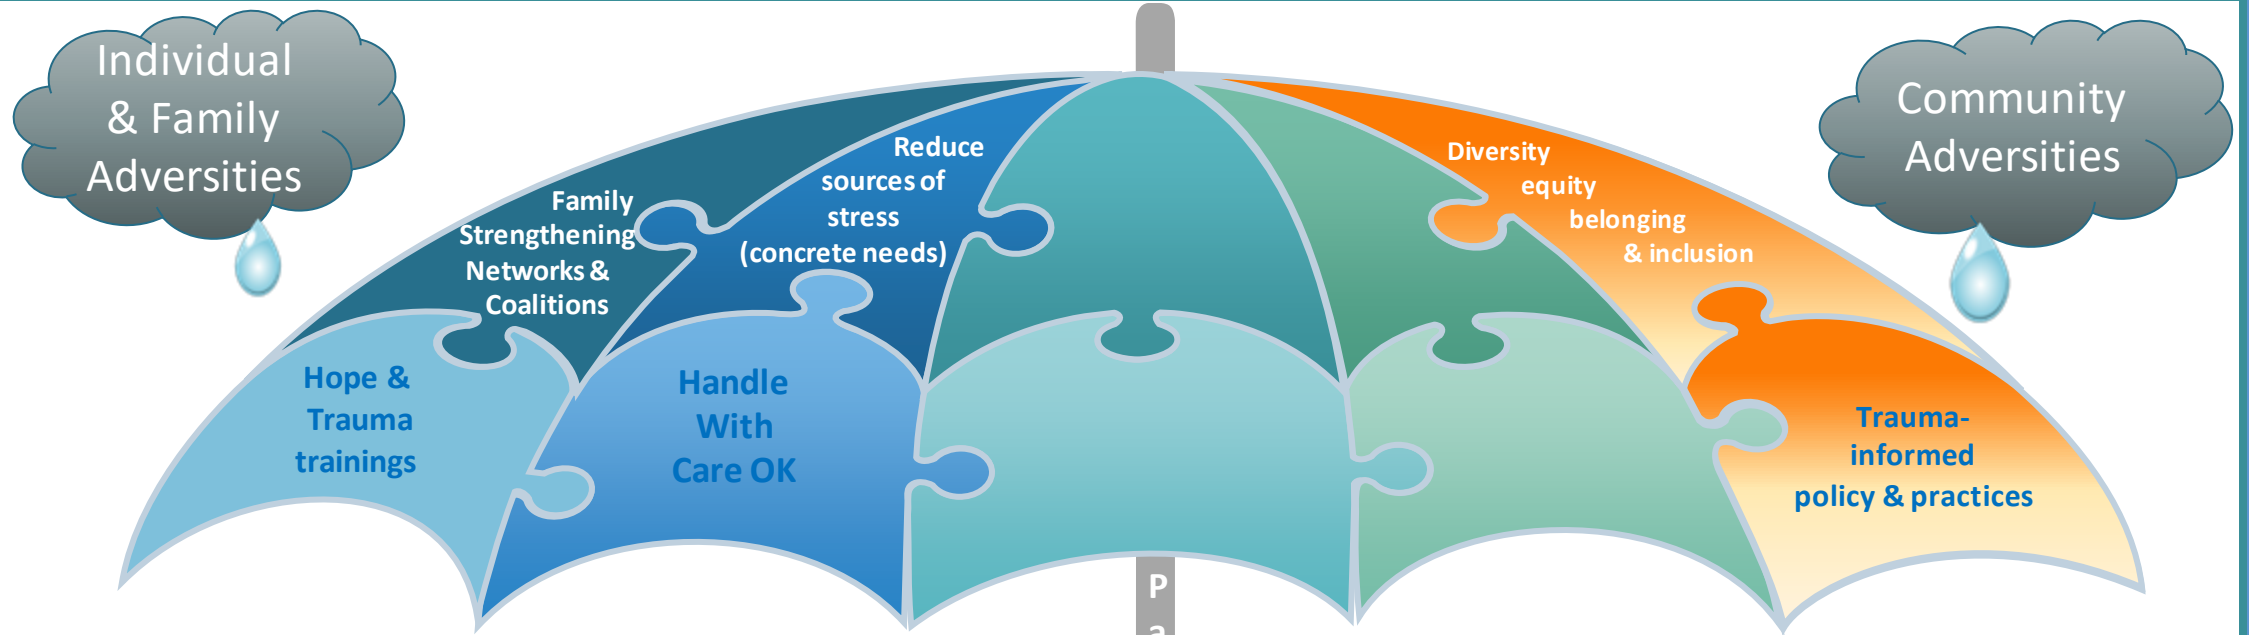 Individual
& Family
Adversities
Community
Adversities
Family
Strengthening
Networks &
Coalitions
Reduce
sources of
stress
(concrete needs)
Diversity
equity
belonging
& inclusion
Hope &
Trauma
trainings
Handle
With
Care OK
Trauma-
informed
policy & practices
P
a